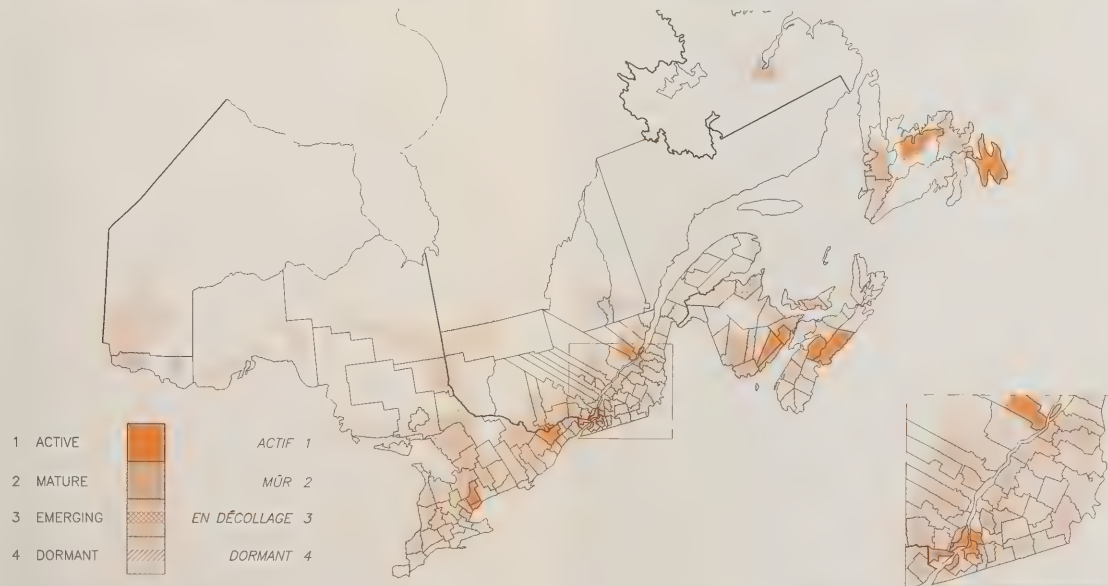 1 ACTIVE ACTIF 1
2 MATURE MÛR 2
3 EMERGING EN DÉCOLLAGE 3
4 DORMANT DORMANT 4